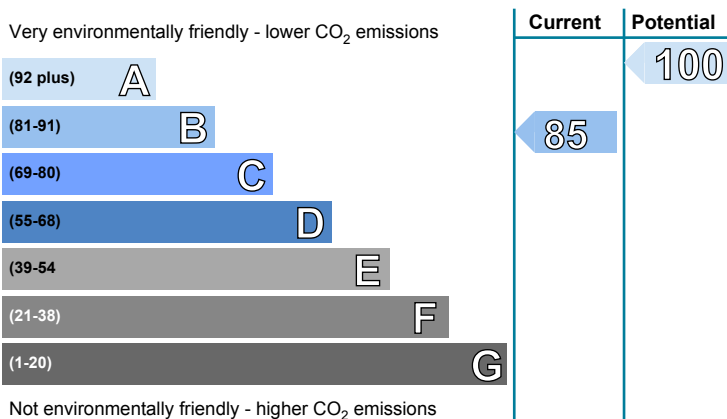 Current Potential
Very environmentally friendly - lower CO₂ emissions
100
(92 plus) A
(81-91) B
85
(69-80) C
(55-68) D
(39-54 E
(21-38) F
(1-20) G
Not environmentally friendly - higher CO₂ emissions